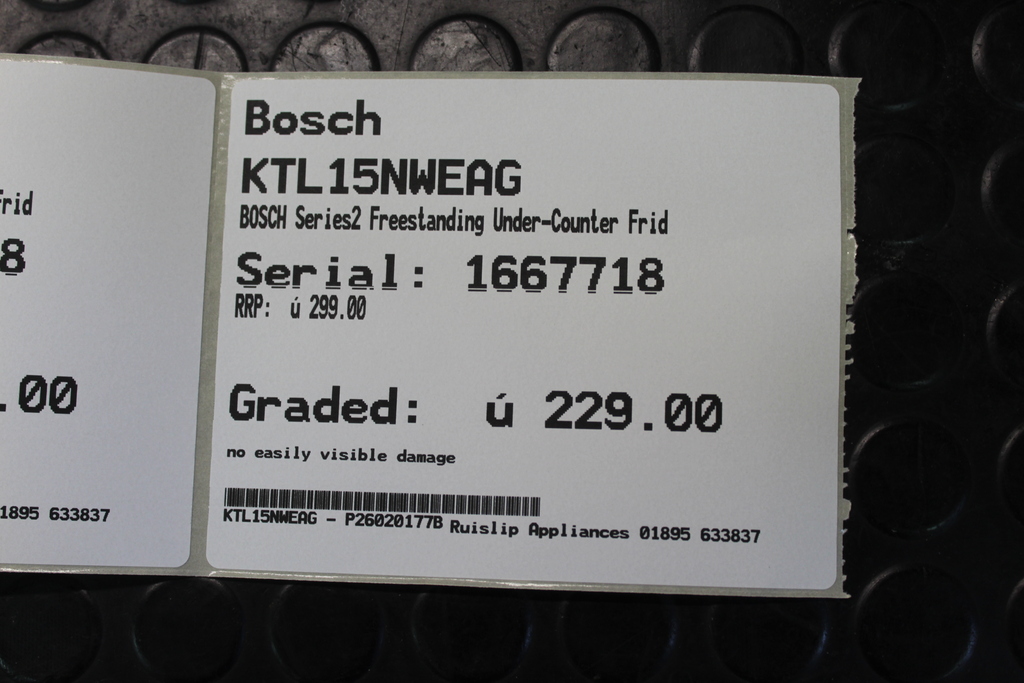 Bosch
KTL15NWEAG
BOSCH Series2 Freestanding Under-Counter Frid
Serial: 1667718
RRP: ú 299.00
Graded: ú 229.00
no easily visible damage
KTL15NWEAG - P26020177B Ruislip Appliances 01895 633837
Frid
8
.00
1895 633837